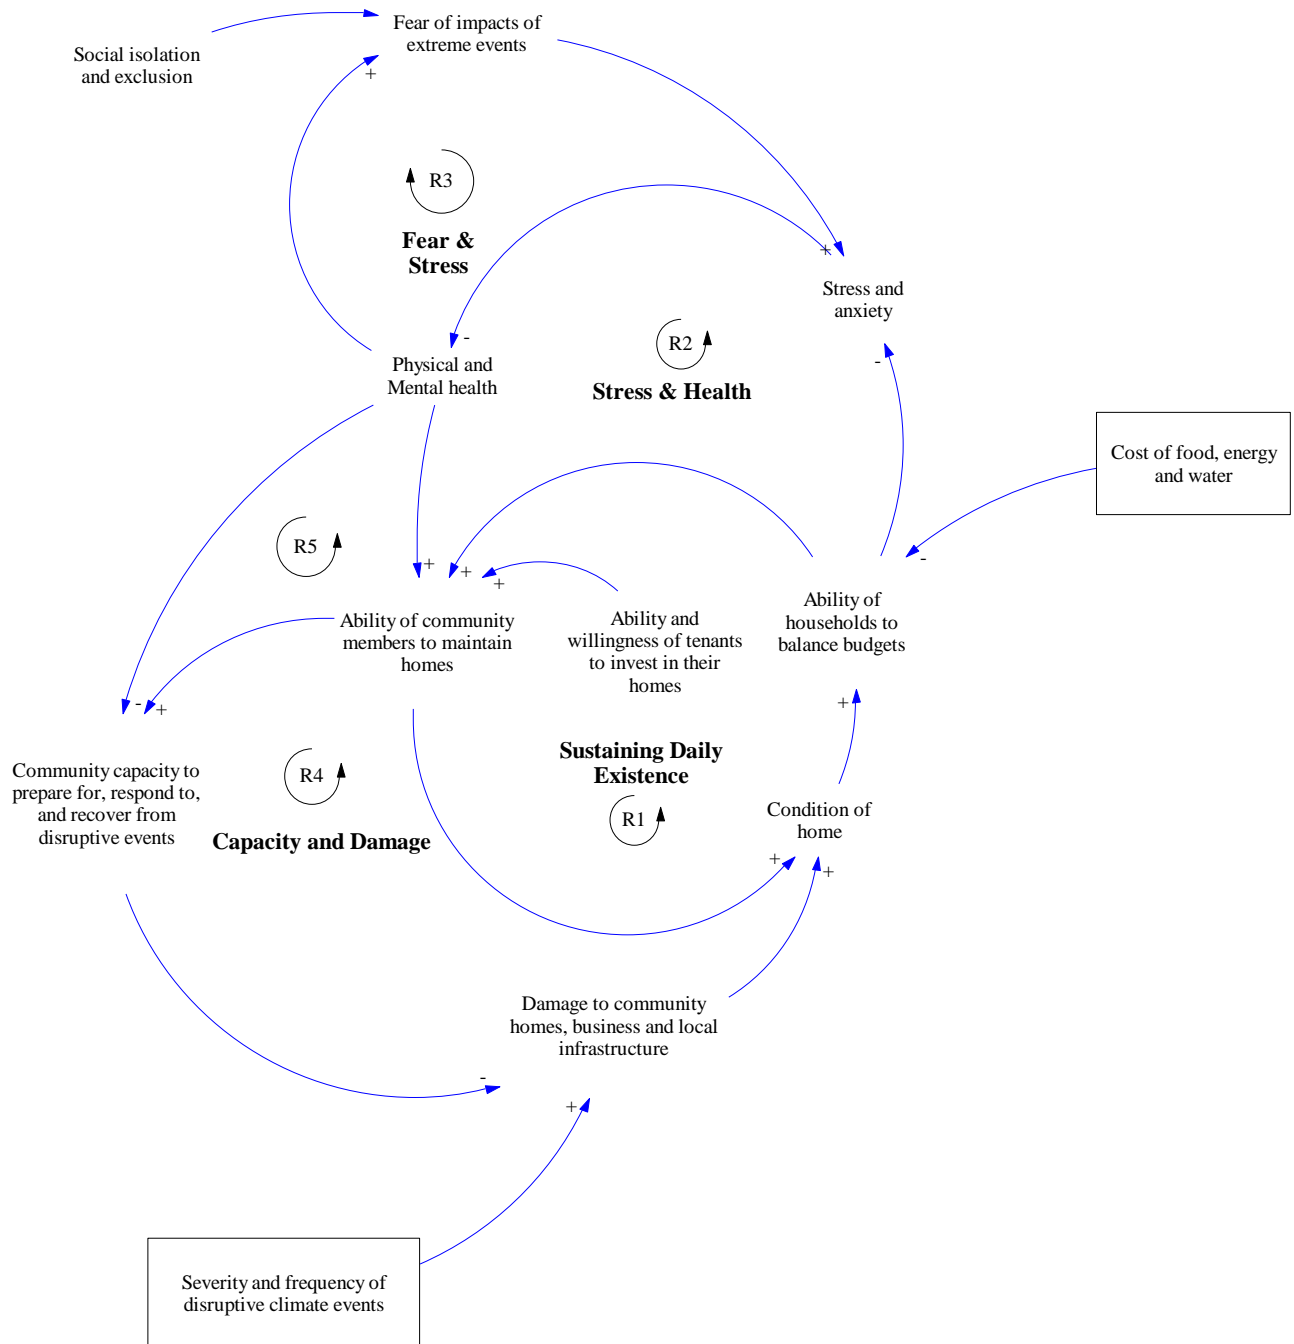 Fear of impacts of
extreme events
Social isolation
and exclusion
+
R3
Fear &
Stress
+
Stress and
anxiety
-
R2
Stress & Health
-
Physical and
Mental health
Cost of food, energy
and water
R5
-
+
+
+
Ability of
households to
balance budgets
Ability of community
members to maintain
homes
Ability and
willingness of tenants
to invest in their
homes
-
+
+
Sustaining Daily
Existence
R1
Community capacity to
prepare for, respond to,
and recover from
disruptive events
R4
Capacity and Damage
Condition of
home
+
+
Damage to community
homes, business and local
infrastructure
-
+
Severity and frequency of
disruptive climate events